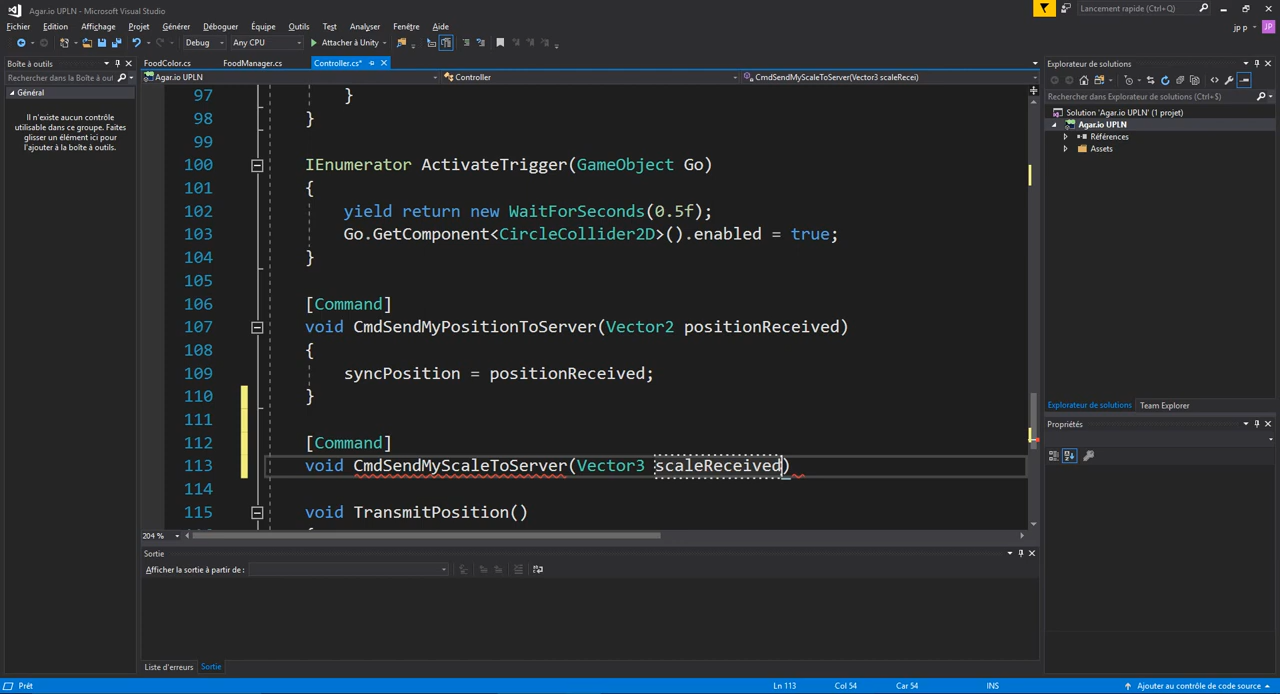 Agar.io UPLN - Microsoft Visual Studio
Lancement rapide (Ctrl+Q)
Fichier Edition Affichage Projet Générer Déboguer Équipe Outils Test Analyser Fenêtre Aide
jp p JP
Debug Any CPU Attacher à Unity
Boîte à outils
FoodColor.cs FoodManager.cs Controller.cs*
Explorateur de solutions
Rechercher dans Boîte à outils
Agar.io UPLN Controller CmdSendMyScaleToServer(Vector3 scaleRecei)
Général
Il n'existe aucun contrôle
utilisable dans ce groupe. Faites
glisser un élément ici pour
l'ajouter à la boîte à outils.
Rechercher dans Explorateur de solutions (Ctrl+$)
Solution 'Agar.io UPLN' (1 projet)
Agar.io UPLN
Références
Assets
97 }
98 }
99
100 IEnumerator ActivateTrigger(GameObject Go)
101 {
102 yield return new WaitForSeconds(0.5f);
103 Go.GetComponent<CircleCollider2D>().enabled = true;
104 }
105
106 [Command]
107 void CmdSendMyPositionToServer(Vector2 positionReceived)
108 {
109 syncPosition = positionReceived;
110 }
111
112 [Command]
113 void CmdSendMyScaleToServer(Vector3 scaleReceived)
114
115 void TransmitPosition()
204 %
Explorateur de solutions Team Explorer
Propriétés
Sortie
Afficher la sortie à partir de :
Liste d'erreurs Sortie
Prêt Ln 113 Col 54 Car 54 INS Ajouter au contrôle de code source